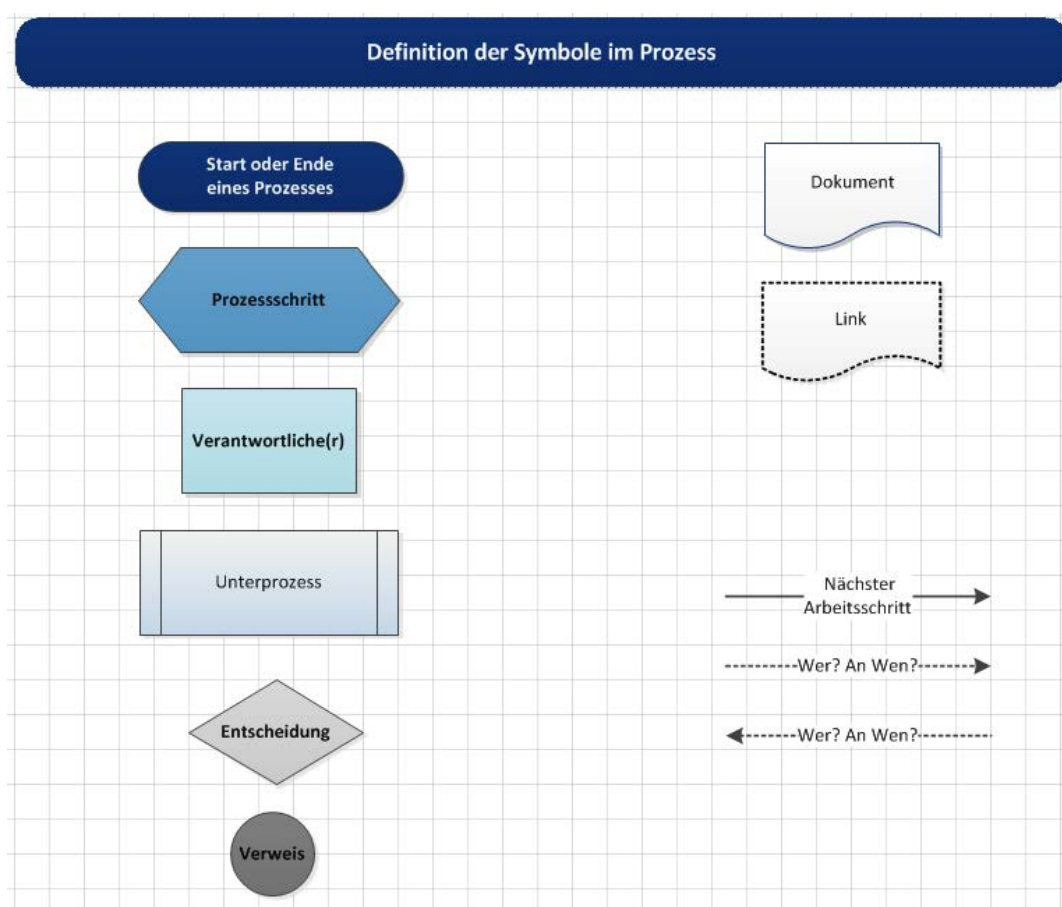 Definition der Symbole im Prozess
Start oder Ende
eines Prozesses
Prozessschritt
Verantwortliche(r)
Unterprozess
Entscheidung
Verweis
Dokument
Link
Nächster
Arbeitsschritt
Wer? An Wen?
Wer? An Wen?